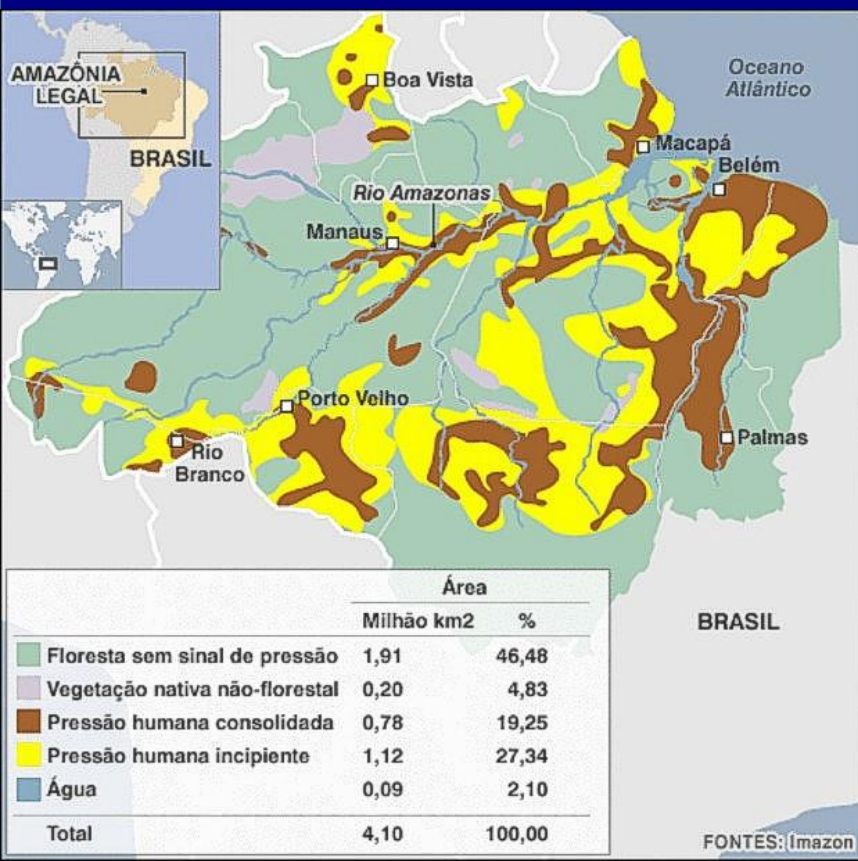 AMAZÔNIA
LEGAL
BRASIL
Boa Vista
Oceano
Atlântico
Macapá
Belém
Rio Amazonas
Manaus
Porto Velho
Rio
Branco
Palmas
BRASIL
Área
Milhão km2 %
Floresta sem sinal de pressão 1,91 46,48
Vegetação nativa não-florestal 0,20 4,83
Pressão humana consolidada 0,78 19,25
Pressão humana incipiente 1,12 27,34
Água 0,09 2,10
Total 4,10 100,00
FONTES: Imazon